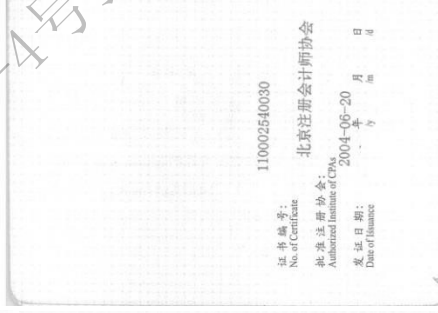 4号
证书编号：
No. of Certificate
110002540030
批准注册协会：
Authorized Institute of CPAs
北京注册会计师协会
发证日期：
Date of Issuance
2004-06-20
年 月 日
/y /m /d